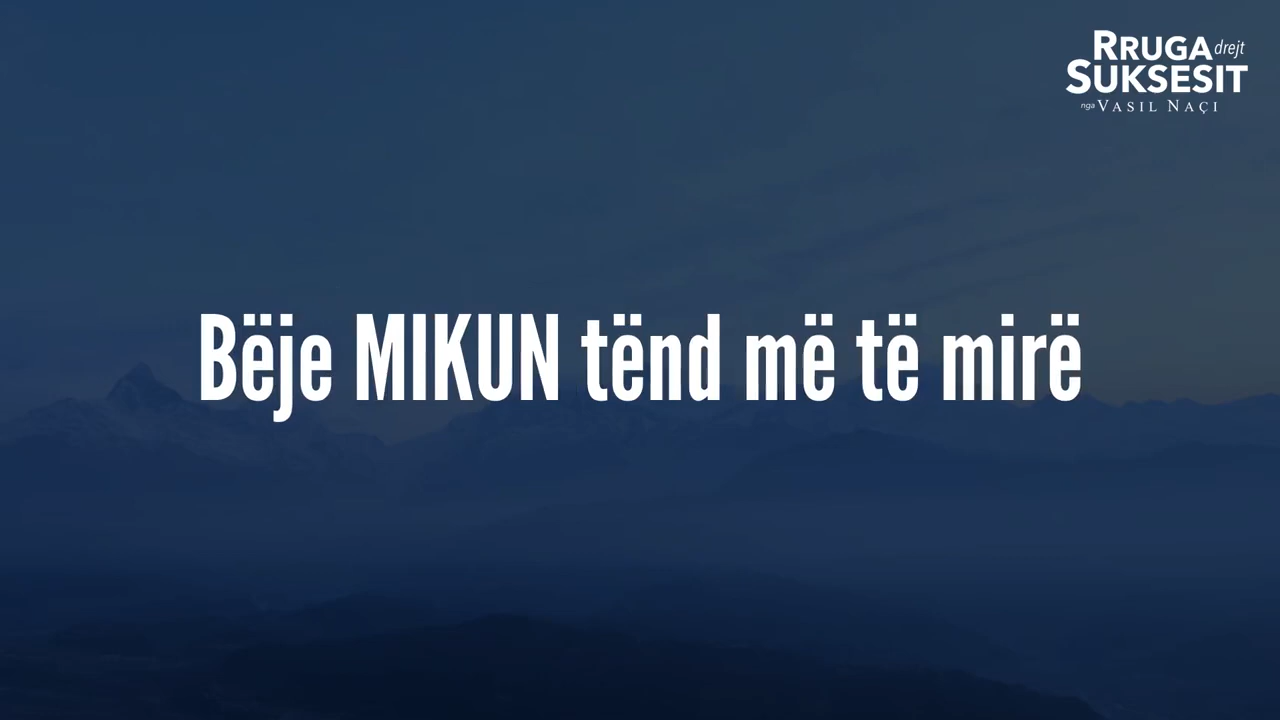 RRUGA drejt
SUKSESIT
nga VASIL NAÇI
Bëje MIKUN tënd më të mirë